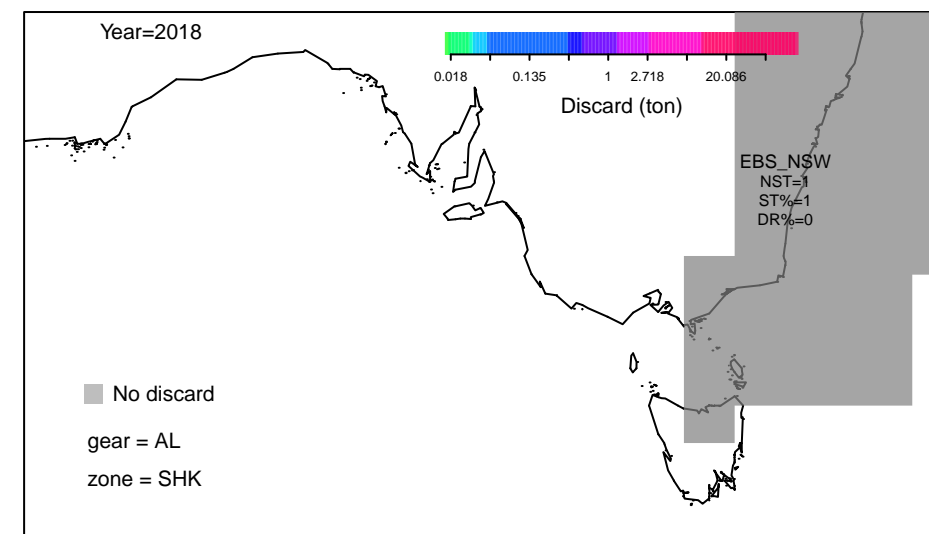 Year=2018
0.018 0.135 1 2.718 20.086
Discard (ton)
EBS_NSW
NST=1
ST%=1
DR%=0
No discard
gear = AL
zone = SHK